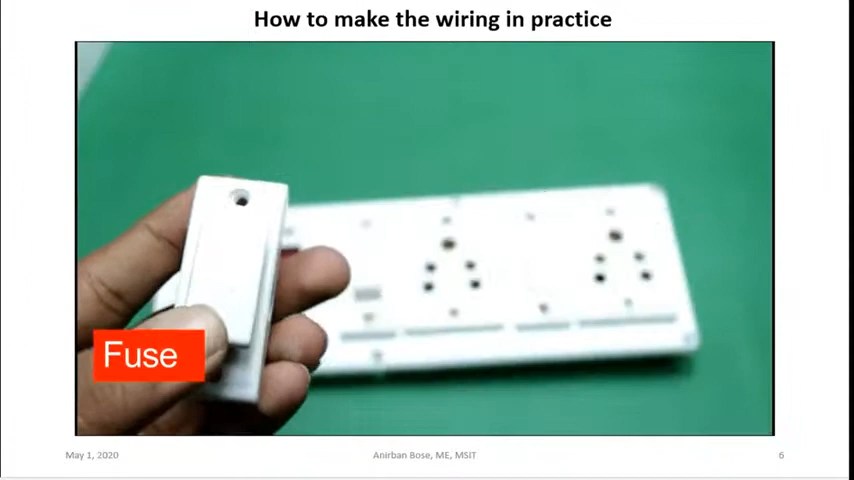 How to make the wiring in practice
Fuse
May 1, 2020
Anirban Bose, ME, MSIT
6